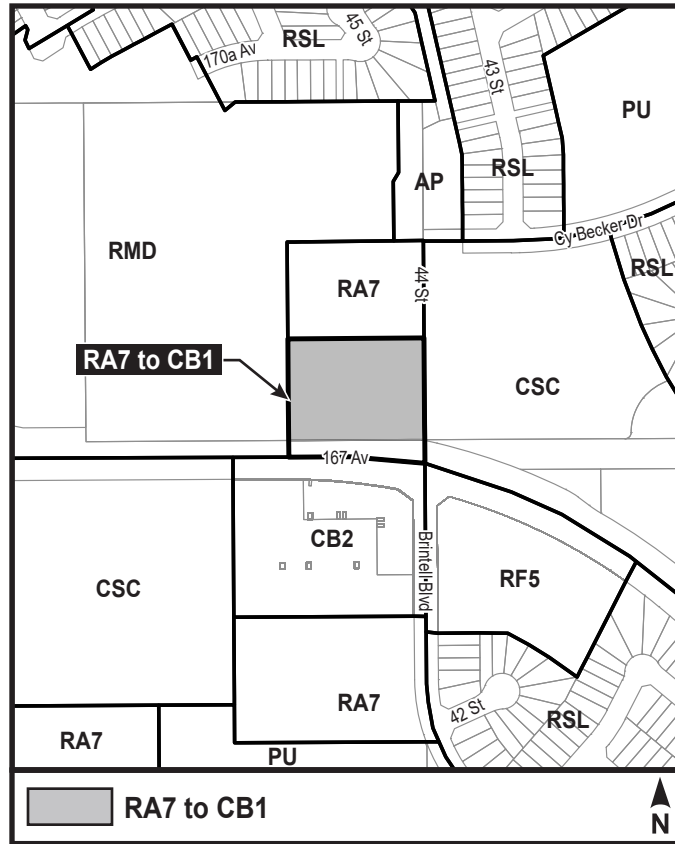 45 St
RSL
170a Av
43 St
PU
AP
RSL
Cy Becker Dr
RMD
RSL
RA7
44 St
RA7 to CB1
CSC
167 Av
CB2
Brintell Blvd
RF5
CSC
RA7
42 St
RSL
RA7
PU
RA7 to CB1
N